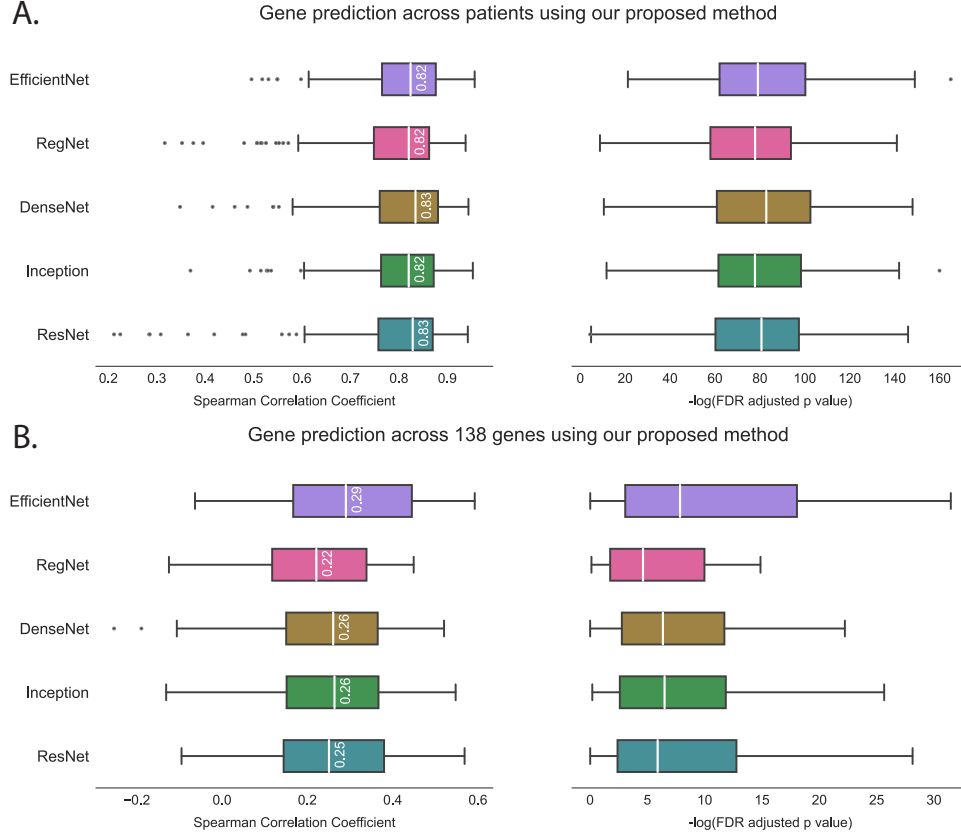 A.
Gene prediction across patients using our proposed method
EfficientNet
0.82
RegNet
0.82
DenseNet
0.83
Inception
0.82
ResNet
0.83
0.2 0.3 0.4 0.5 0.6 0.7 0.8 0.9
0 20 40 60 80 100 120 140 160
Spearman Correlation Coefficient
-log(FDR adjusted p value)
B.
Gene prediction across 138 genes using our proposed method
EfficientNet
0.29
RegNet
0.22
DenseNet
0.26
Inception
0.26
ResNet
0.25
−0.2 0.0 0.2 0.4 0.6
0 5 10 15 20 25 30
Spearman Correlation Coefficient
-log(FDR adjusted p value)